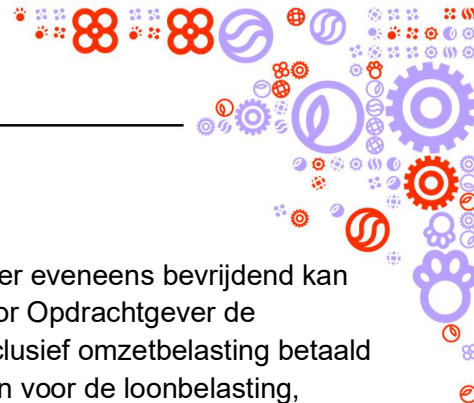 er eveneens bevrijdend kan
or Opdrachtgever de
clusief omzetbelasting betaald
n voor de loonbelasting,